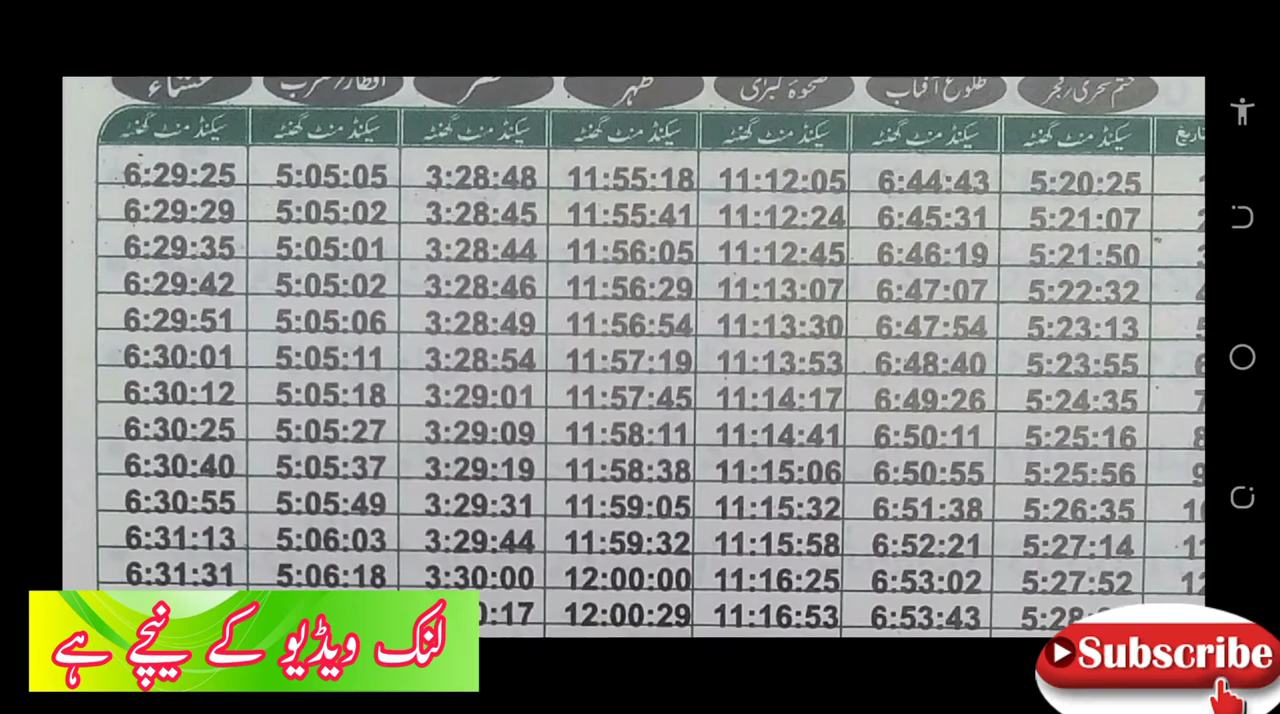 ختم سحری/فجر طلوع آفتاب ضحوۃ کبرٰی ظہر عصر افطار/مغرب عشاء
تاریخ سیکنڈ منٹ گھنٹہ سیکنڈ منٹ گھنٹہ سیکنڈ منٹ گھنٹہ سیکنڈ منٹ گھنٹہ سیکنڈ منٹ گھنٹہ سیکنڈ منٹ گھنٹہ سیکنڈ منٹ گھنٹہ
5:20:25 6:44:43 11:12:05 11:55:18 3:28:48 5:05:05 6:29:25
5:21:07 6:45:31 11:12:24 11:55:41 3:28:45 5:05:02 6:29:29
5:21:50 6:46:19 11:12:45 11:56:05 3:28:44 5:05:01 6:29:35
5:22:32 6:47:07 11:13:07 11:56:29 3:28:46 5:05:02 6:29:42
5:23:13 6:47:54 11:13:30 11:56:54 3:28:49 5:05:06 6:29:51
5:23:55 6:48:40 11:13:53 11:57:19 3:28:54 5:05:11 6:30:01
5:24:35 6:49:26 11:14:17 11:57:45 3:29:01 5:05:18 6:30:12
5:25:16 6:50:11 11:14:41 11:58:11 3:29:09 5:05:27 6:30:25
5:25:56 6:50:55 11:15:06 11:58:38 3:29:19 5:05:37 6:30:40
5:26:35 6:51:38 11:15:32 11:59:05 3:29:31 5:05:49 6:30:55
5:27:14 6:52:21 11:15:58 11:59:32 3:29:44 5:06:03 6:31:13
5:27:52 6:53:02 11:16:25 12:00:00 3:30:00 5:06:18 6:31:31
6:53:43 11:16:53 12:00:29
لنک ویڈیو کے نیچے ہے
Subscribe